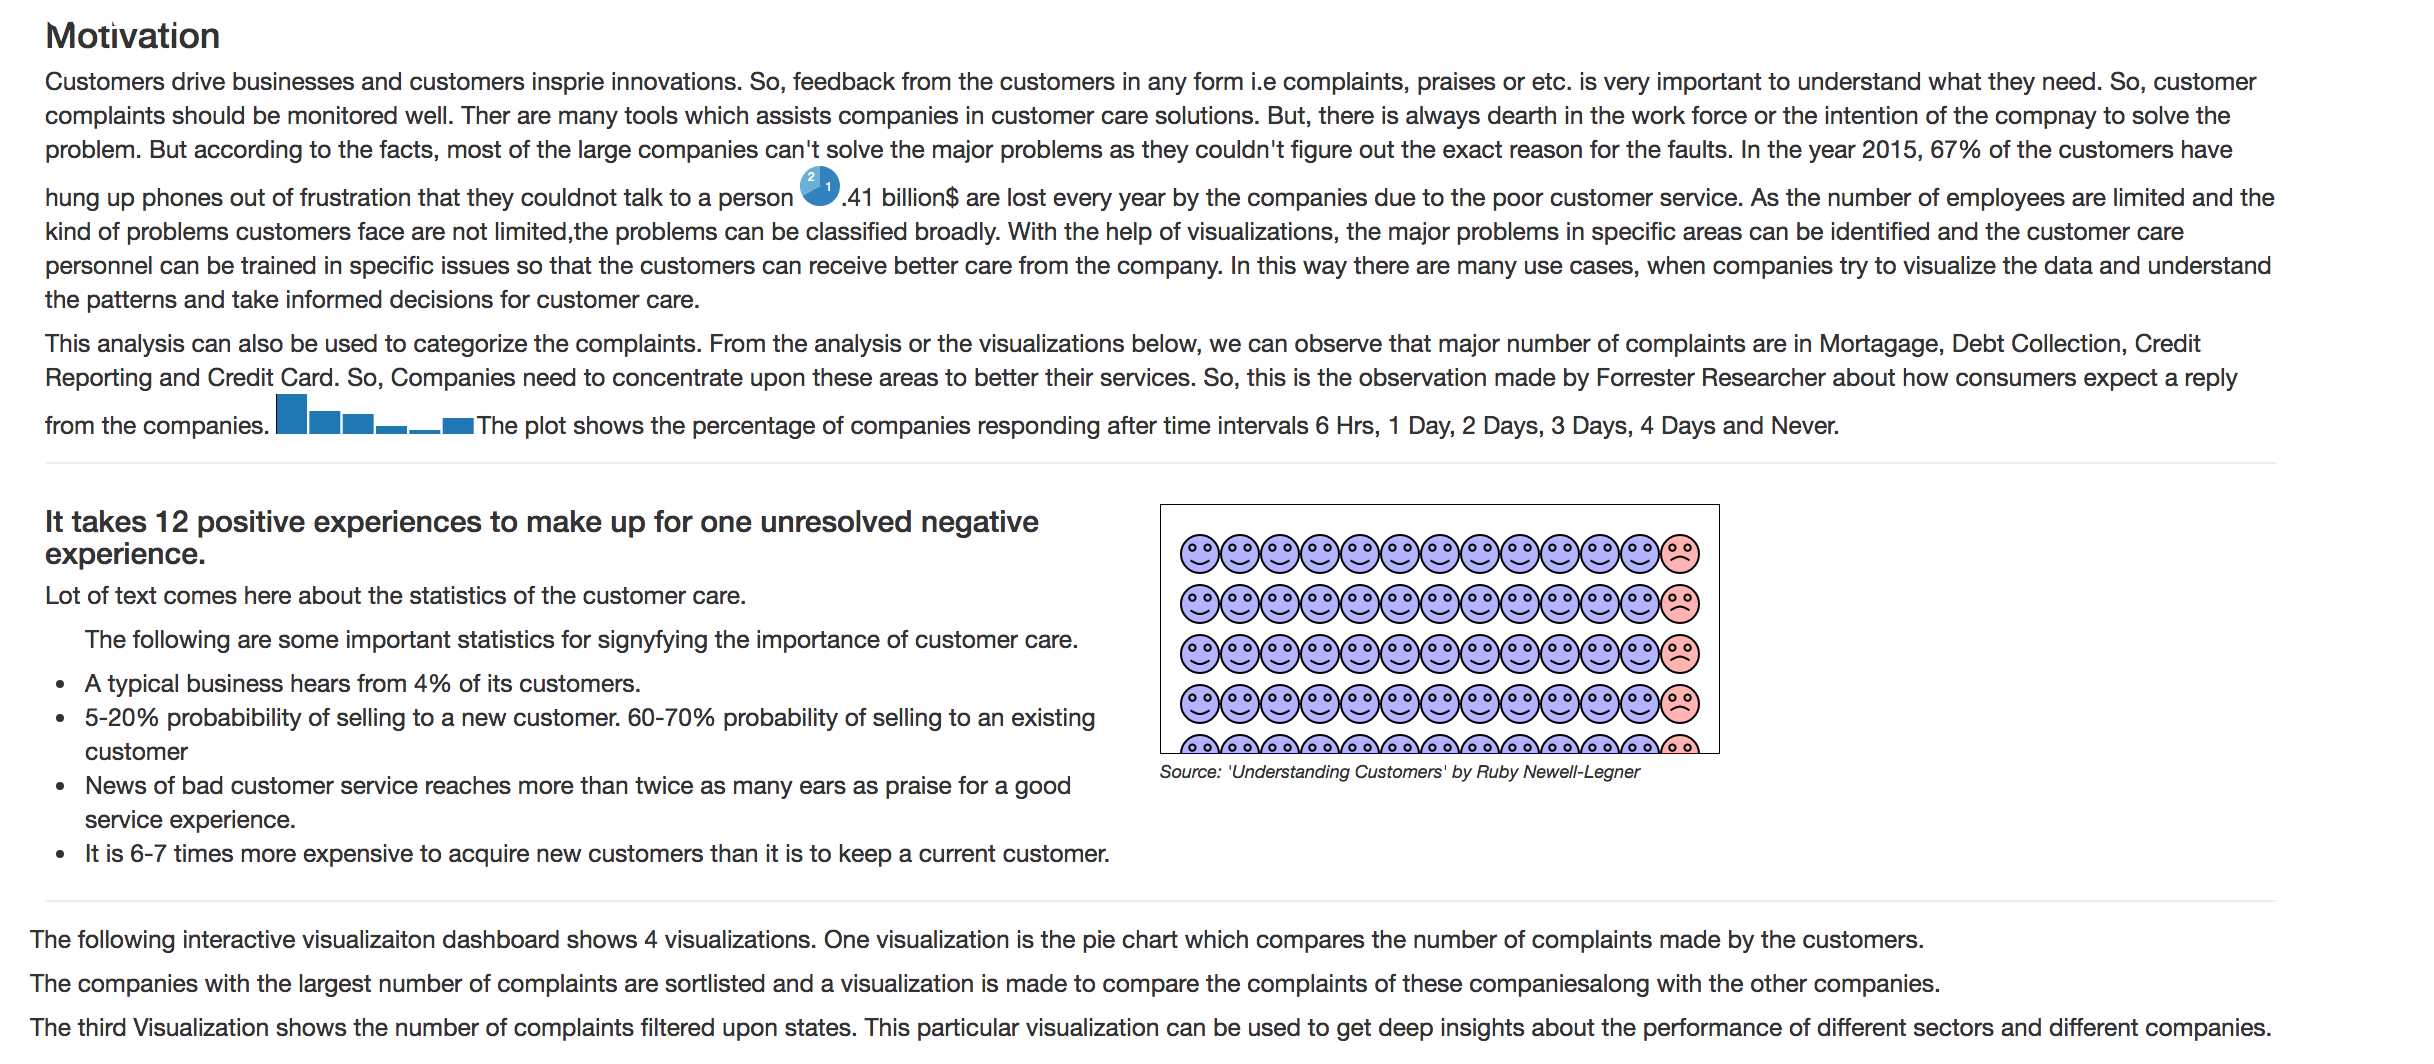 Motivation
Customers drive businesses and customers insprie innovations. So, feedback from the customers in any form i.e complaints, praises or etc. is very important to understand what they need. So, customer
complaints should be monitored well. Ther are many tools which assists companies in customer care solutions. But, there is always dearth in the work force or the intention of the compnay to solve the
problem. But according to the facts, most of the large companies can't solve the major problems as they couldn't figure out the exact reason for the faults. In the year 2015, 67% of the customers have
hung up phones out of frustration that they couldnot talk to a person 2 1 .41 billion$ are lost every year by the companies due to the poor customer service. As the number of employees are limited and the
kind of problems customers face are not limited,the problems can be classified broadly. With the help of visualizations, the major problems in specific areas can be identified and the customer care
personnel can be trained in specific issues so that the customers can receive better care from the company. In this way there are many use cases, when companies try to visualize the data and understand
the patterns and take informed decisions for customer care.
This analysis can also be used to categorize the complaints. From the analysis or the visualizations below, we can observe that major number of complaints are in Mortagage, Debt Collection, Credit
Reporting and Credit Card. So, Companies need to concentrate upon these areas to better their services. So, this is the observation made by Forrester Researcher about how consumers expect a reply
from the companies. The plot shows the percentage of companies responding after time intervals 6 Hrs, 1 Day, 2 Days, 3 Days, 4 Days and Never.
It takes 12 positive experiences to make up for one unresolved negative
experience.
Lot of text comes here about the statistics of the customer care.
The following are some important statistics for signyfying the importance of customer care.
• A typical business hears from 4% of its customers.
• 5-20% probabibility of selling to a new customer. 60-70% probability of selling to an existing
customer
• News of bad customer service reaches more than twice as many ears as praise for a good
service experience.
• It is 6-7 times more expensive to acquire new customers than it is to keep a current customer.
Source: 'Understanding Customers' by Ruby Newell-Legner
The following interactive visualizaiton dashboard shows 4 visualizations. One visualization is the pie chart which compares the number of complaints made by the customers.
The companies with the largest number of complaints are sortlisted and a visualization is made to compare the complaints of these companiesalong with the other companies.
The third Visualization shows the number of complaints filtered upon states. This particular visualization can be used to get deep insights about the performance of different sectors and different companies.